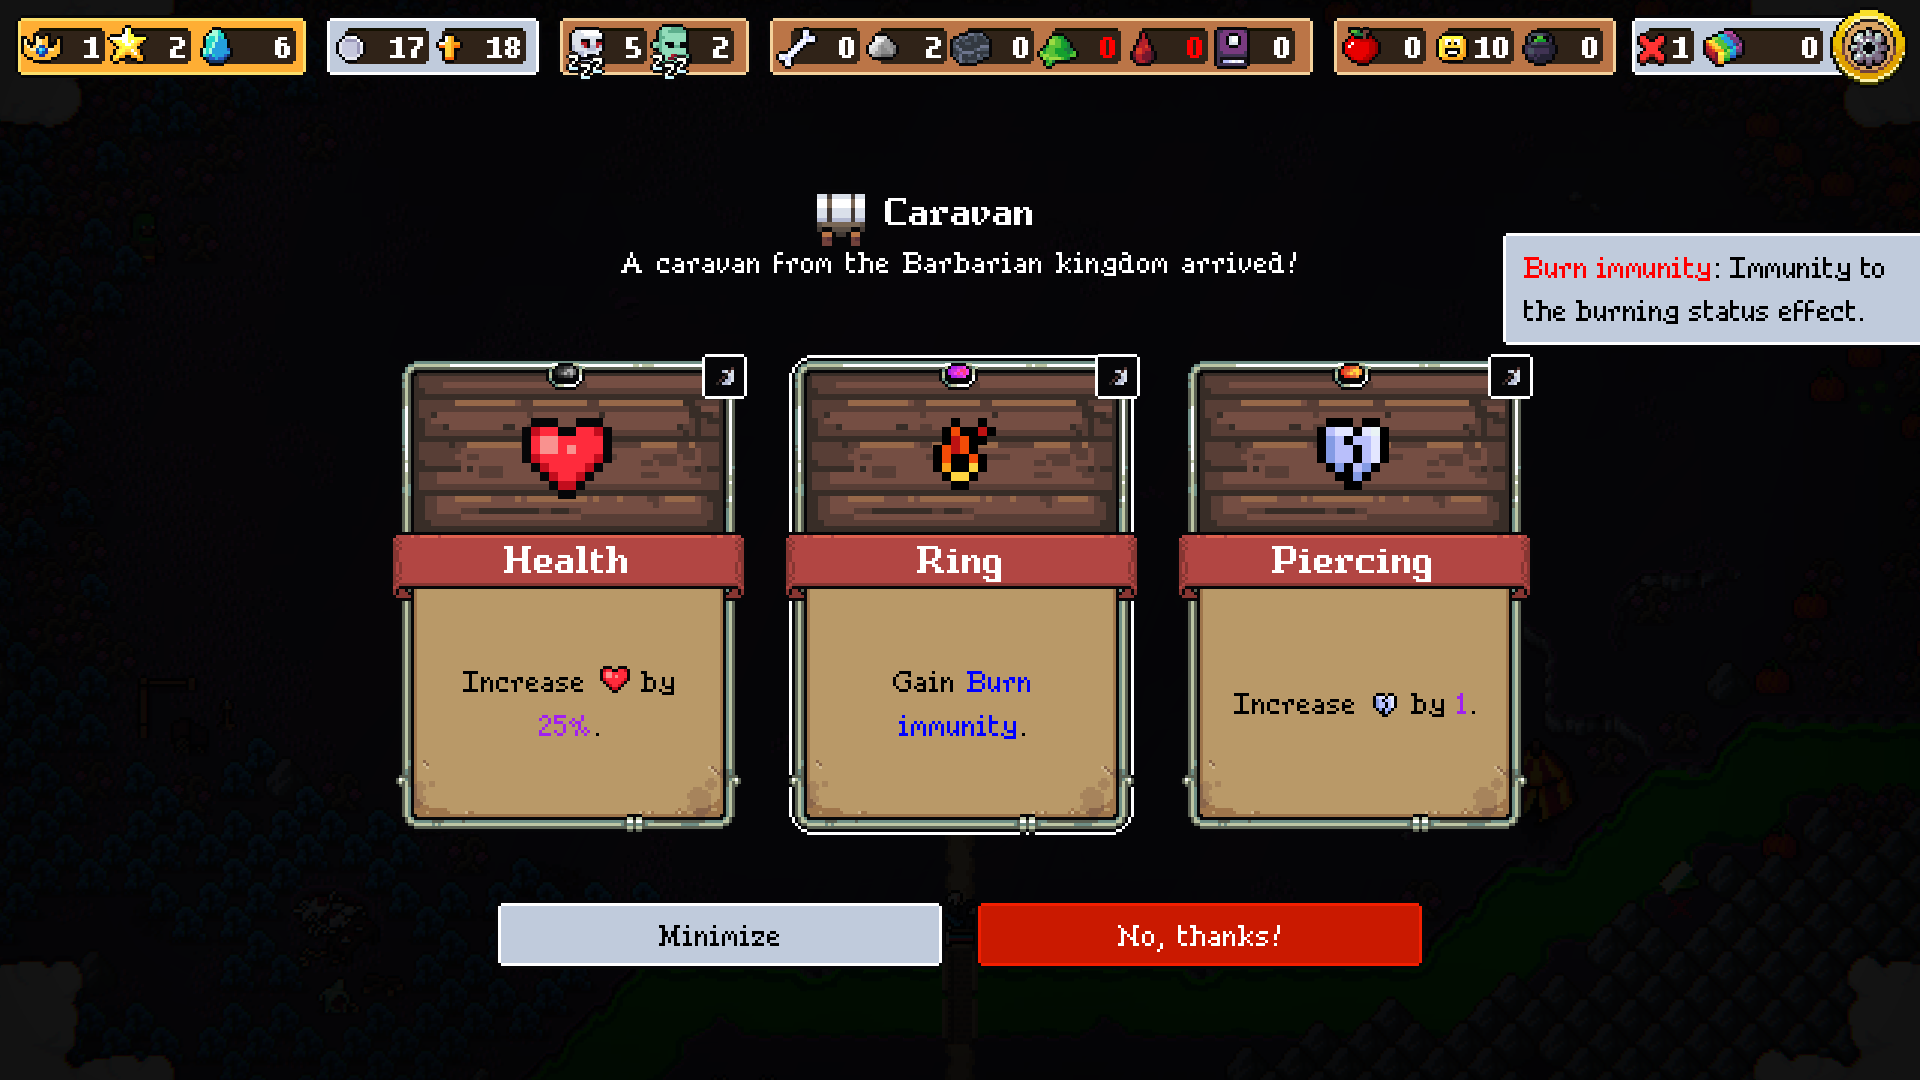 1 2 6 17 18 5 2 0 2 0 0 0 0 0 10 0 1 0
Caravan
A caravan from the Barbarian kingdom arrived!
Burn immunity: Immunity to
the burning status effect.
Health
Increase by
25%.
Ring
Gain Burn
immunity.
Piercing
Increase by 1.
Minimize
No, thanks!